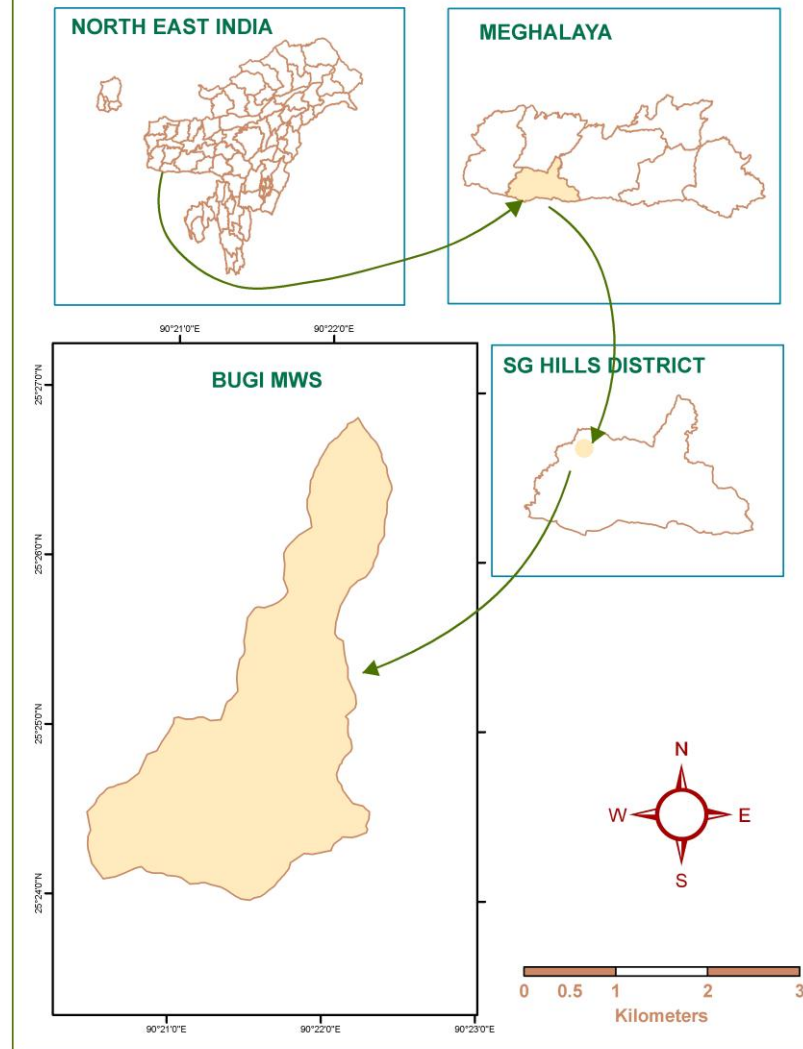 NORTH EAST INDIA
MEGHALAYA
90°21'0"E 90°22'0"E
BUGI MWS
SG HILLS DISTRICT
25°27'0"N
25°26'0"N
25°25'0"N
25°24'0"N
N
W E
S
0 0.5 1 2 3
Kilometers
90°21'0"E 90°22'0"E 90°23'0"E